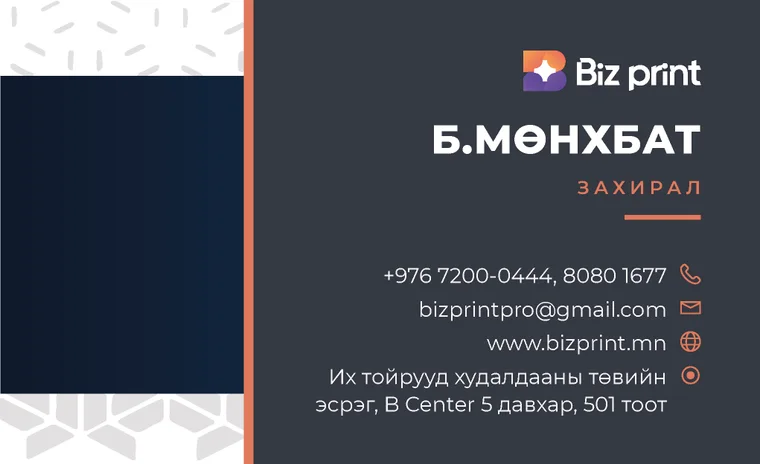 Biz print
Б.МӨНХБАТ
ЗАХИРАЛ
+976 7200-0444, 8080 1677
bizprintpro@gmail.com
www.bizprint.mn
Их тойрууд худалдааны төвийн
эсрэг, B Center 5 давхар, 501 тоот